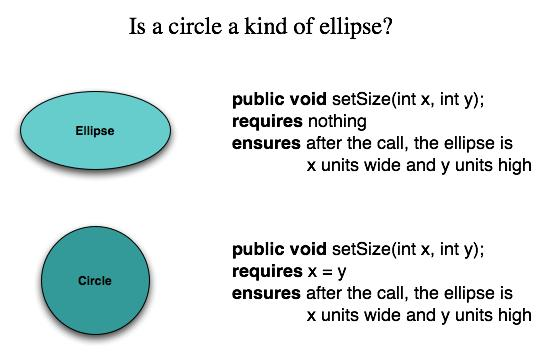 Is a circle a kind of ellipse?
Ellipse
public void setSize(int x, int y);
requires nothing
ensures after the call, the ellipse is
x units wide and y units high
Circle
public void setSize(int x, int y);
requires x = y
ensures after the call, the ellipse is
x units wide and y units high